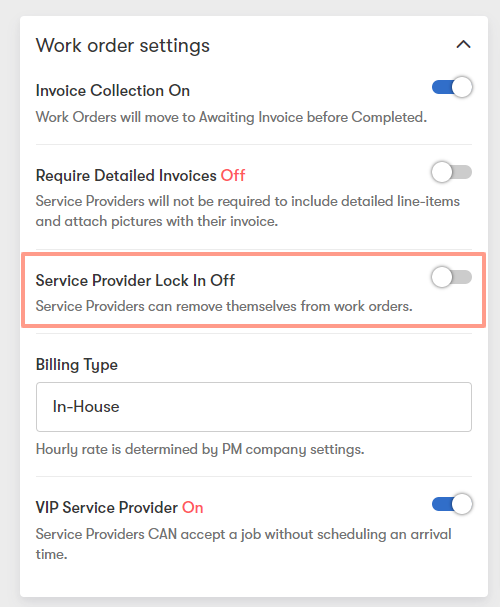 Work order settings
Invoice Collection On
Work Orders will move to Awaiting Invoice before Completed.
Require Detailed Invoices Off
Service Providers will not be required to include detailed line-items
and attach pictures with their invoice.
Service Provider Lock In Off
Service Providers can remove themselves from work orders.
Billing Type
In-House
Hourly rate is determined by PM company settings.
VIP Service Provider On
Service Providers CAN accept a job without scheduling an arrival
time.